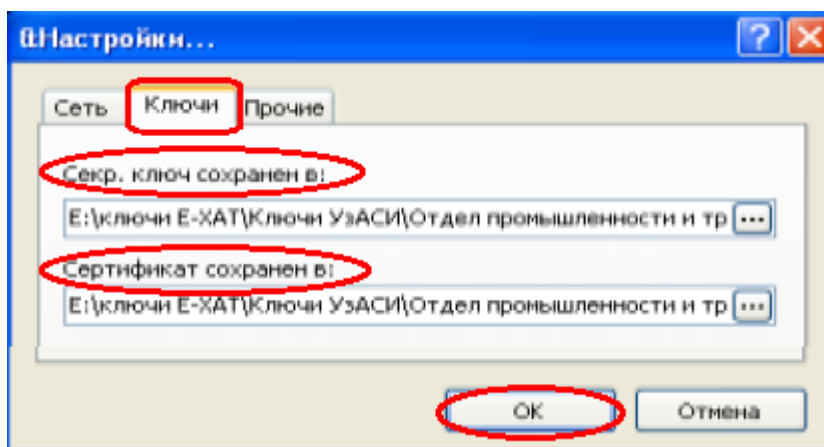 &Настройки...
Сеть Ключи Прочие
Секр. ключ сохранен в:
E:\ключи E-XAT\Ключи УзАСИ\Отдел промышленности и тр ...
Сертификат сохранен в:
E:\ключи E-XAT\Ключи УзАСИ\Отдел промышленности и тр ...
ОК Отмена